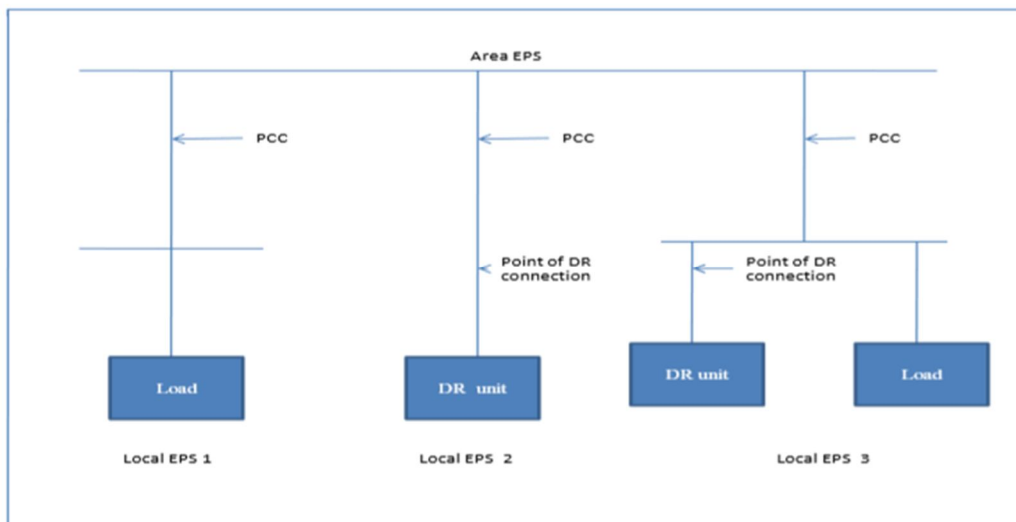 Area EPS
PCC
PCC
PCC
Point of DR
connection
Point of DR
connection
Load
DR unit
DR unit
Load
Local EPS 1
Local EPS 2
Local EPS 3